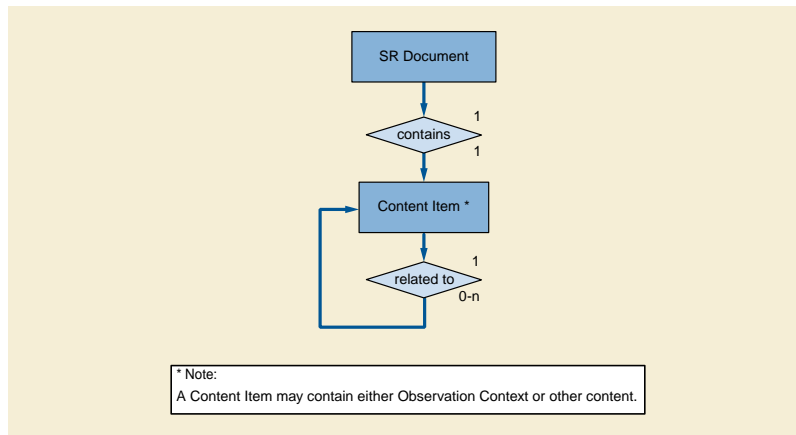 SR Document
1
contains
1
Content Item *
1
related to
0-n
* Note:
A Content Item may contain either Observation Context or other content.